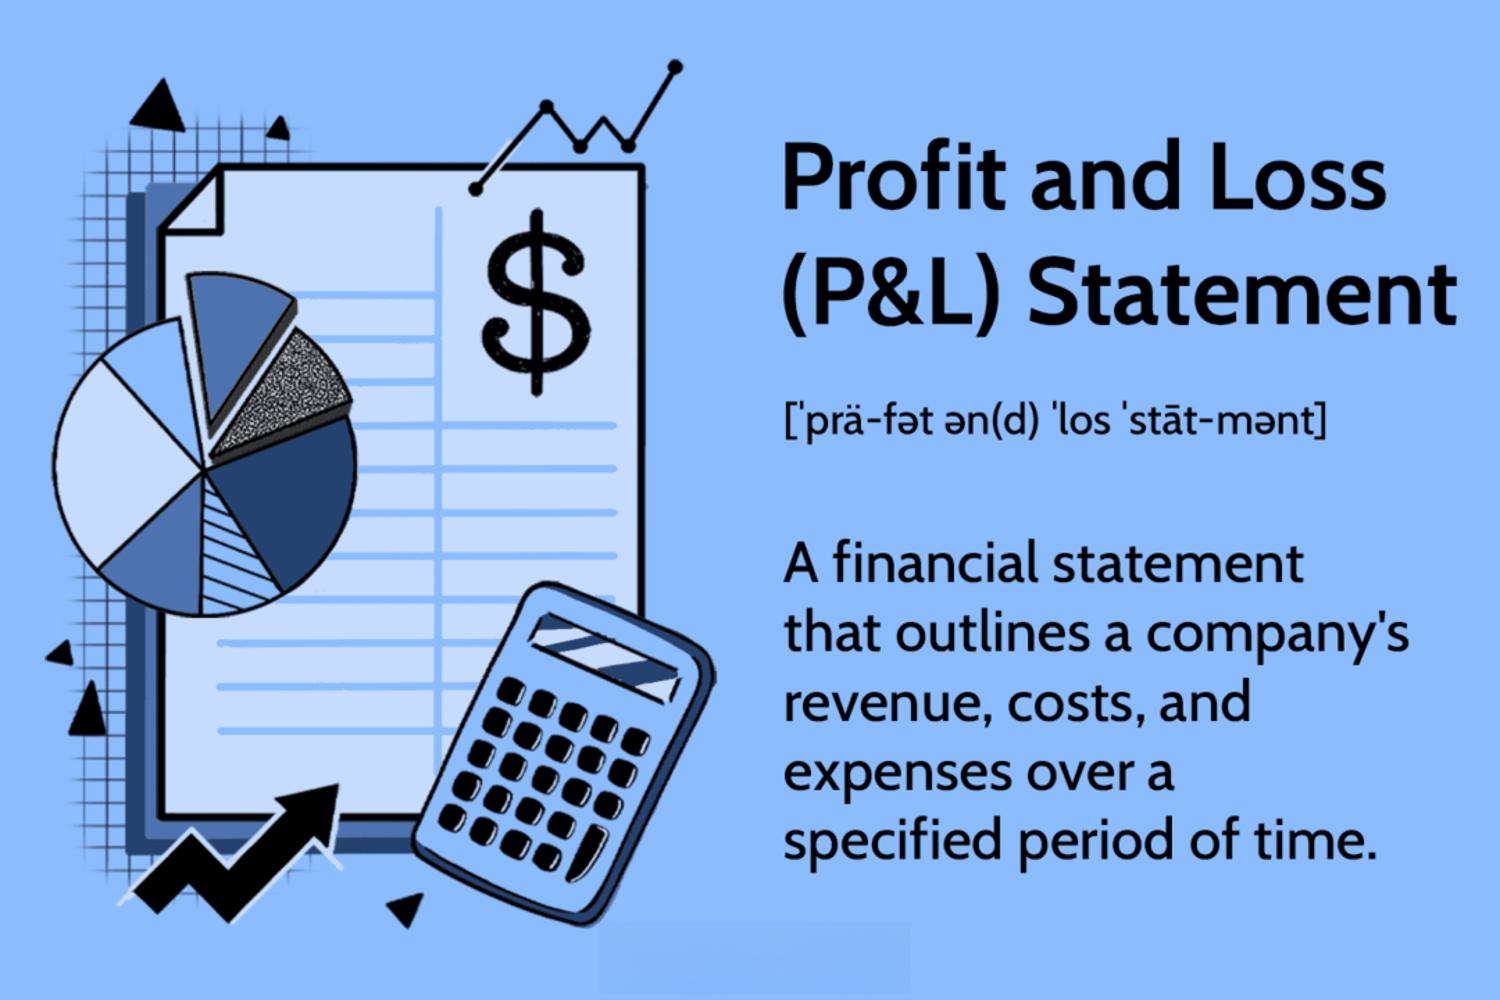 $
Profit and Loss
(P&L) Statement
[ˈprä-fət ən(d) ˈlos ˈstāt-mənt]
A financial statement
that outlines a company's
revenue, costs, and
expenses over a
specified period of time.